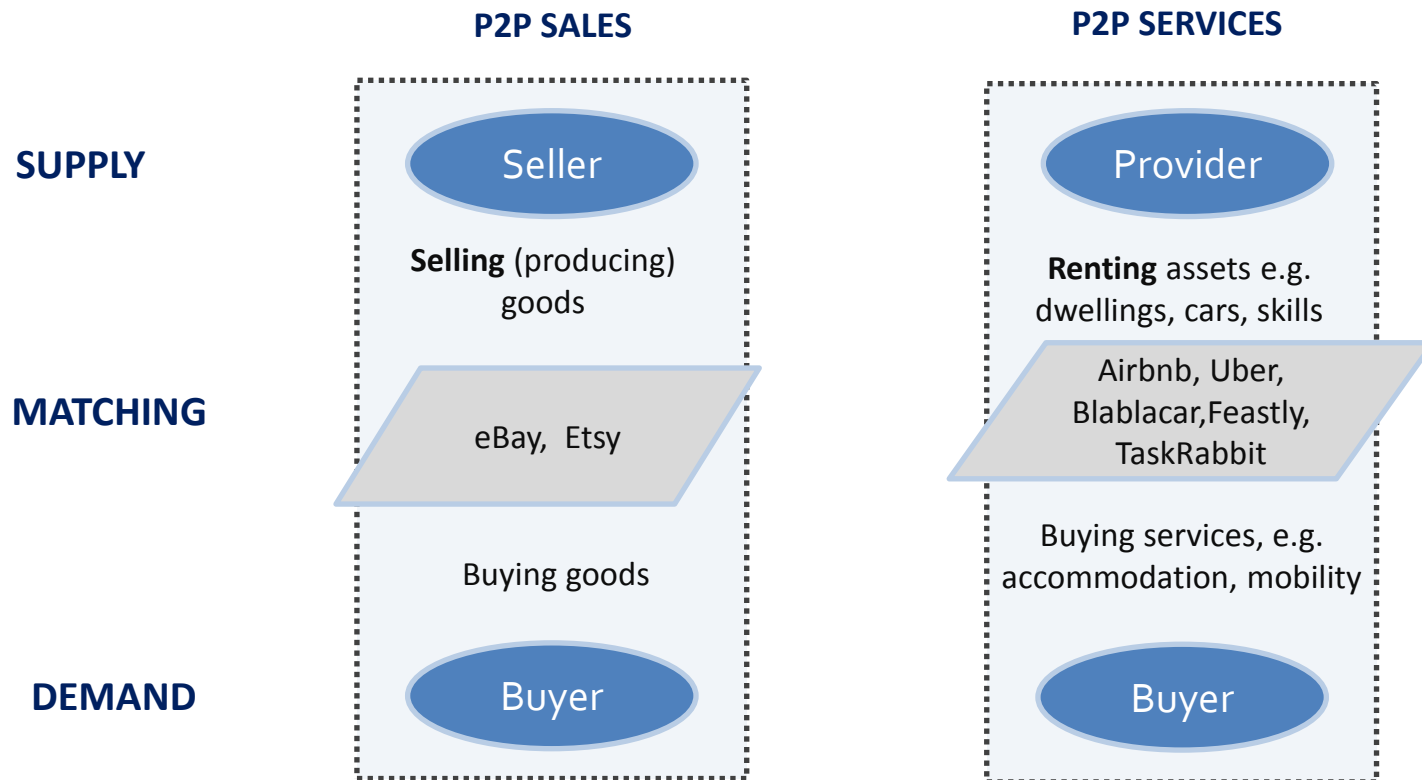 P2P SALES
P2P SERVICES
SUPPLY
Seller
Provider
Selling (producing)
goods
Renting assets e.g.
dwellings, cars, skills
MATCHING
eBay, Etsy
Airbnb, Uber,
Blablacar,Feastly,
TaskRabbit
Buying goods
Buying services, e.g.
accommodation, mobility
DEMAND
Buyer
Buyer